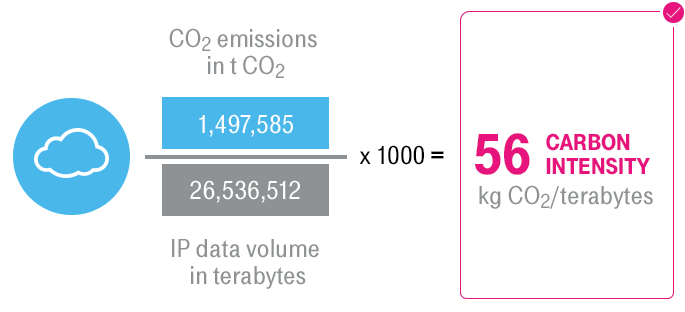 CO₂ emissions
in t CO₂
1,497,585
26,536,512
IP data volume
in terabytes
x 1000 =
56 CARBON
INTENSITY
kg CO₂/terabytes